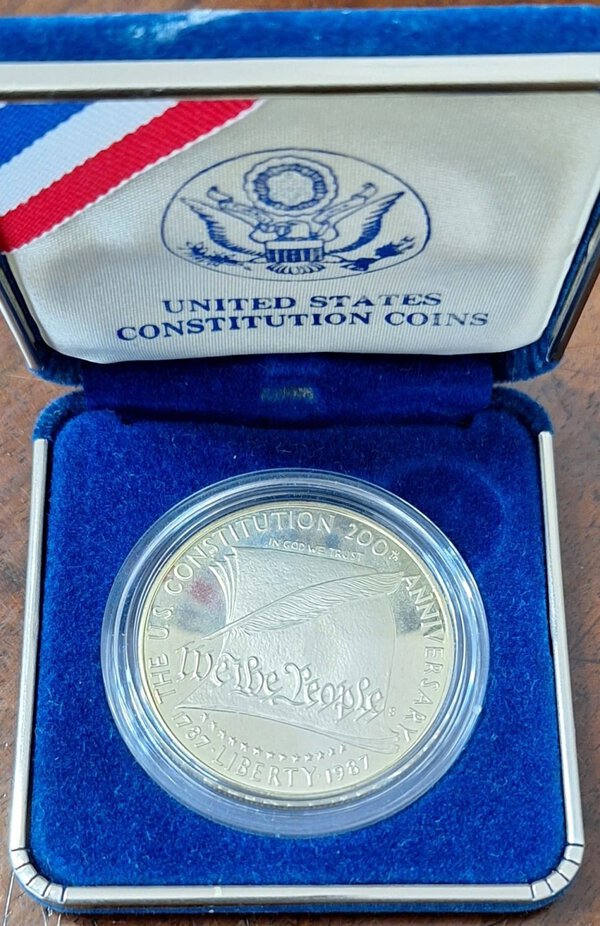 UNITED STATES
CONSTITUTION COINS
THE U.S. CONSTITUTION 200TH ANNIVERSARY
IN GOD WE TRUST
We the People
S
1787 · LIBERTY · 1987